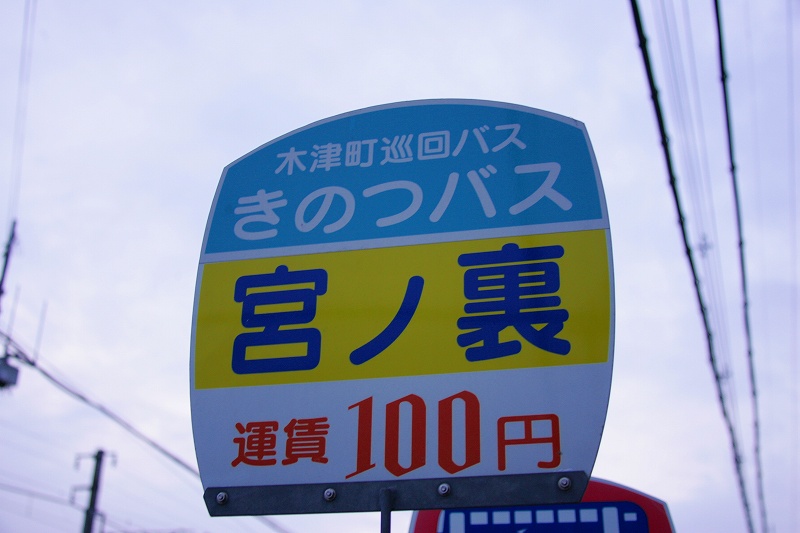 木津町巡回バス
きのつバス
宮ノ裏
運賃100円